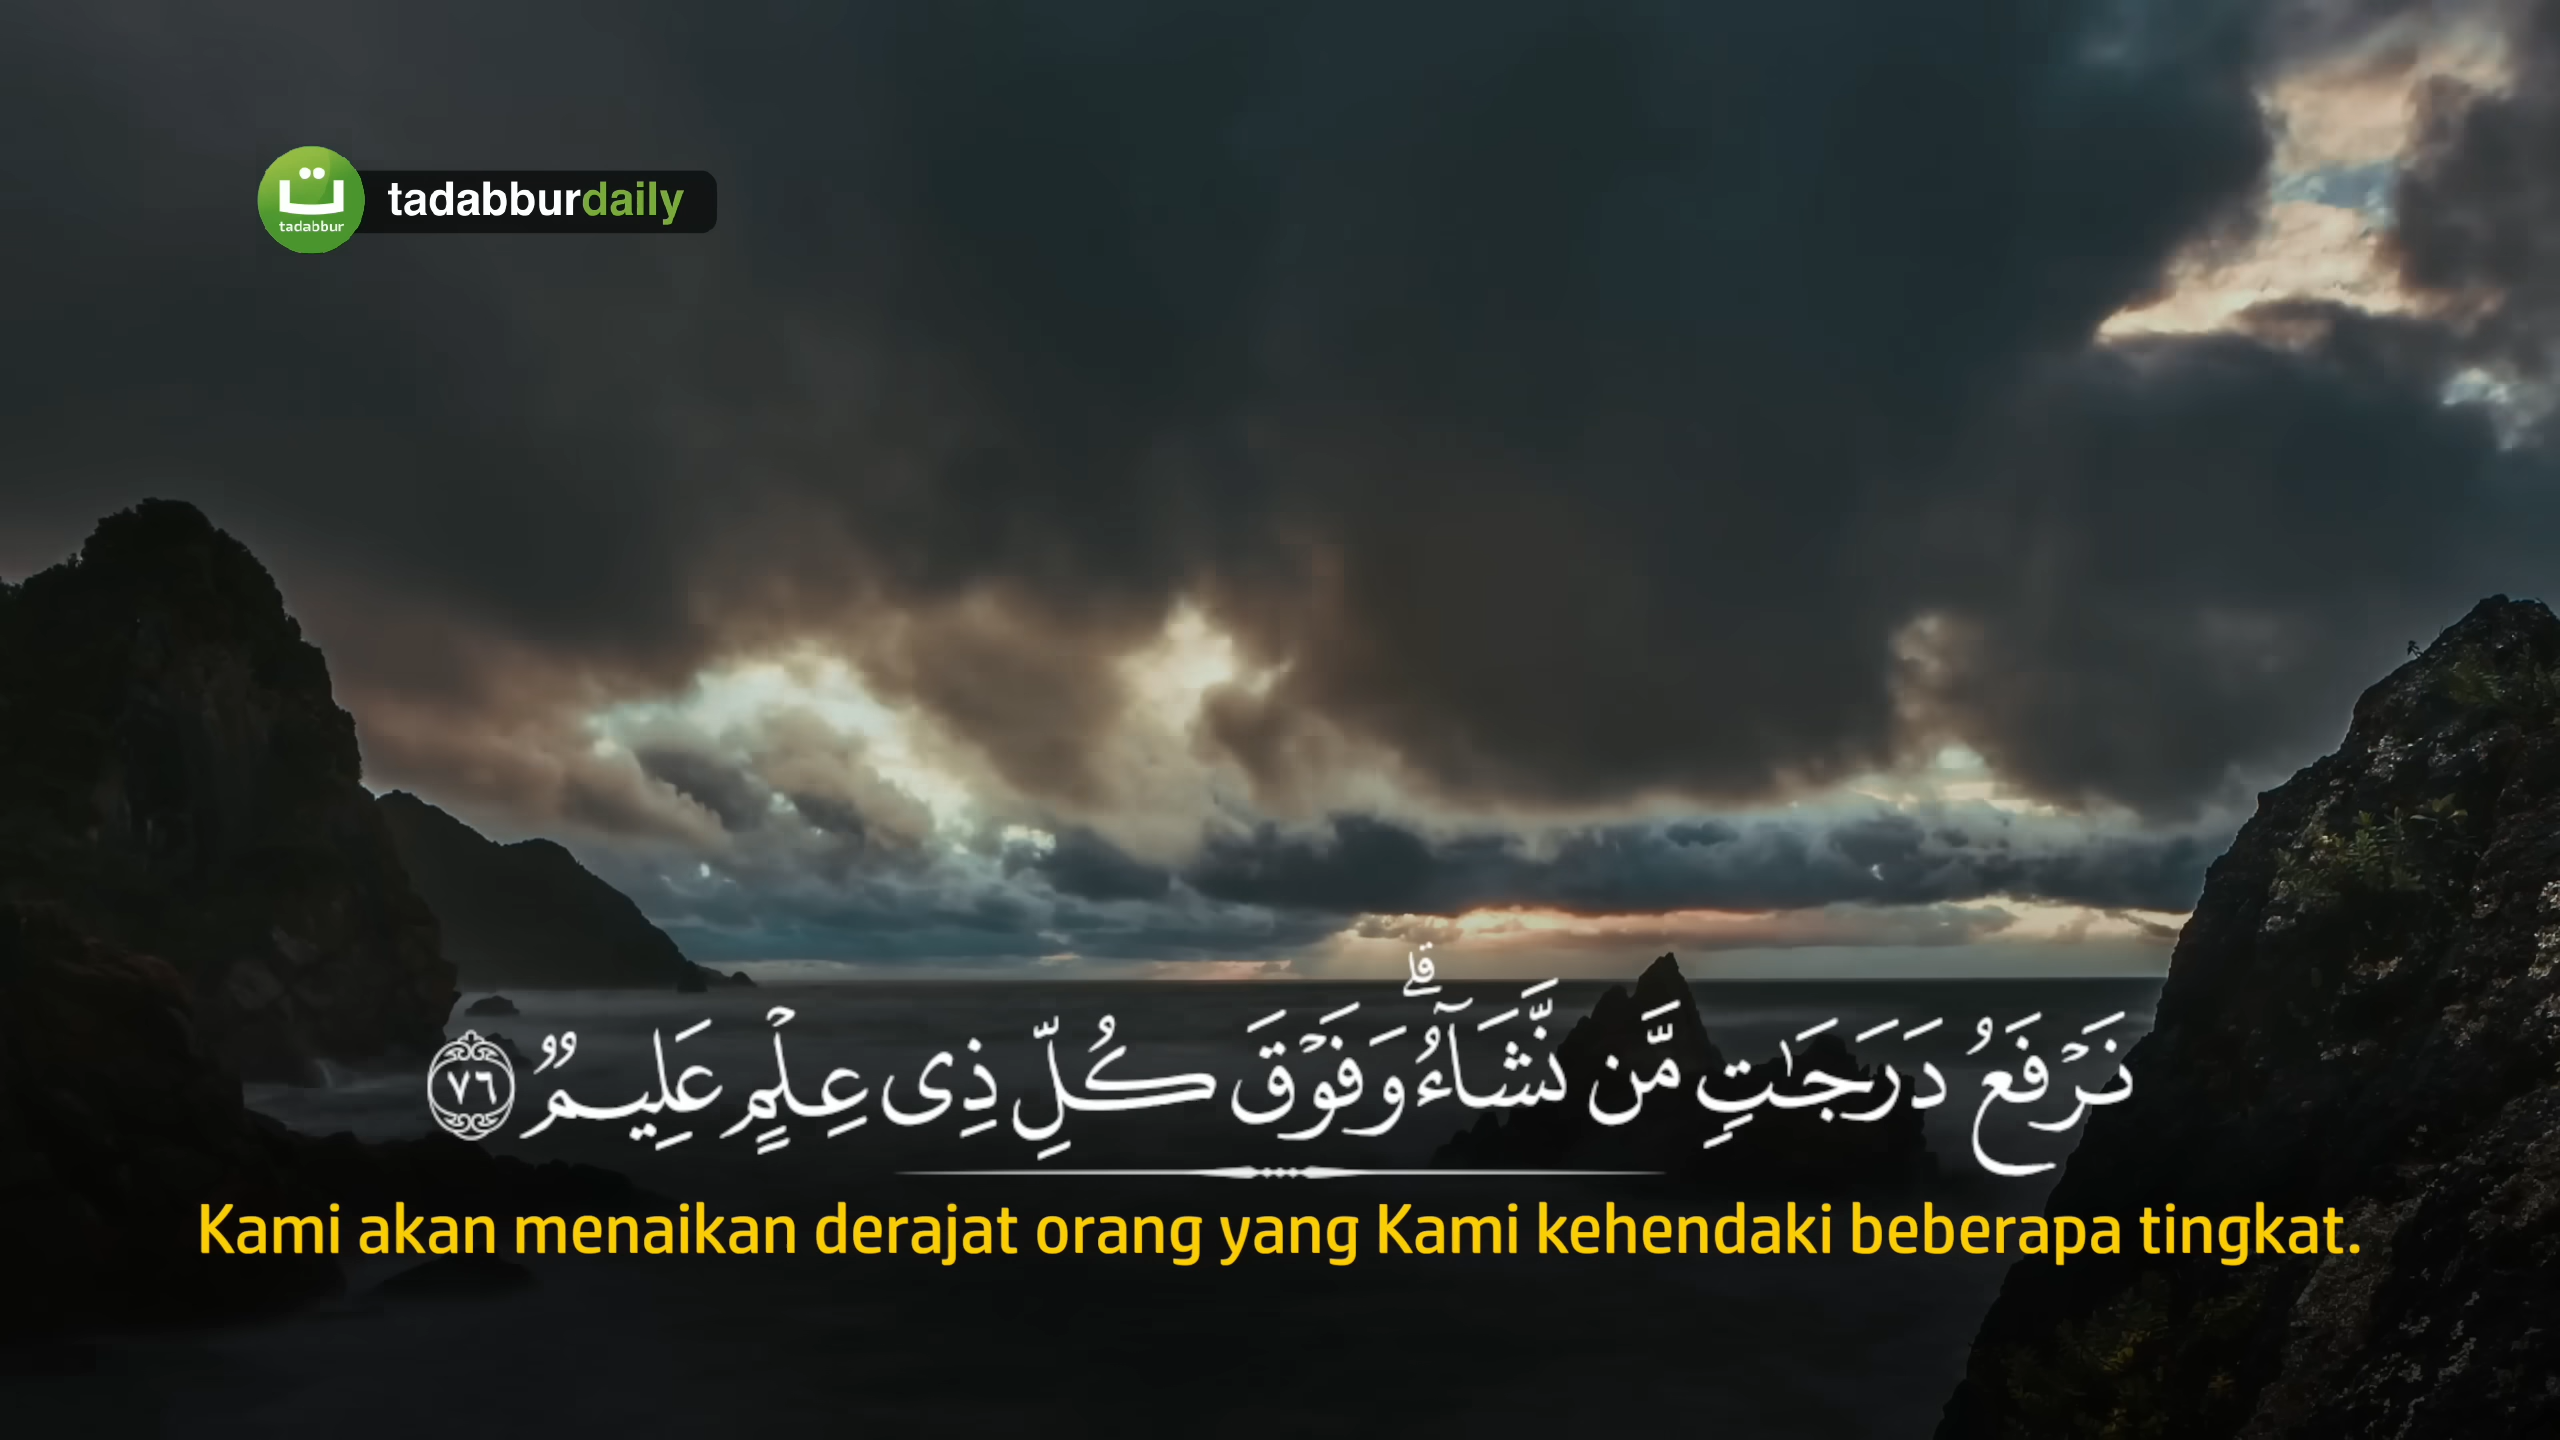 ت
tadabbur
tadabburdaily
نَرْفَعُ دَرَجَٰتٍ مَّن نَّشَآءُ ۗ وَفَوْقَ كُلِّ ذِى عِلْمٍ عَلِيمٌ ٧٦
Kami akan menaikan derajat orang yang Kami kehendaki beberapa tingkat.